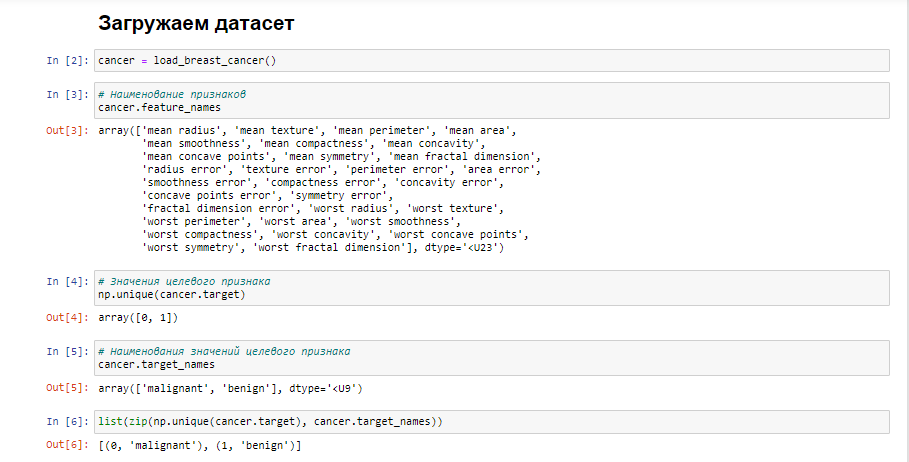 Загружаем датасет
In [2]: cancer = load_breast_cancer()
In [3]: # Наименование признаков
cancer.feature_names
Out[3]: array(['mean radius', 'mean texture', 'mean perimeter', 'mean area',
'mean smoothness', 'mean compactness', 'mean concavity',
'mean concave points', 'mean symmetry', 'mean fractal dimension',
'radius error', 'texture error', 'perimeter error', 'area error',
'smoothness error', 'compactness error', 'concavity error',
'concave points error', 'symmetry error',
'fractal dimension error', 'worst radius', 'worst texture',
'worst perimeter', 'worst area', 'worst smoothness',
'worst compactness', 'worst concavity', 'worst concave points',
'worst symmetry', 'worst fractal dimension'], dtype='<U23')
In [4]: # Значения целевого признака
np.unique(cancer.target)
Out[4]: array([0, 1])
In [5]: # Наименования значений целевого признака
cancer.target_names
Out[5]: array(['malignant', 'benign'], dtype='<U9')
In [6]: list(zip(np.unique(cancer.target), cancer.target_names))
Out[6]: [(0, 'malignant'), (1, 'benign')]